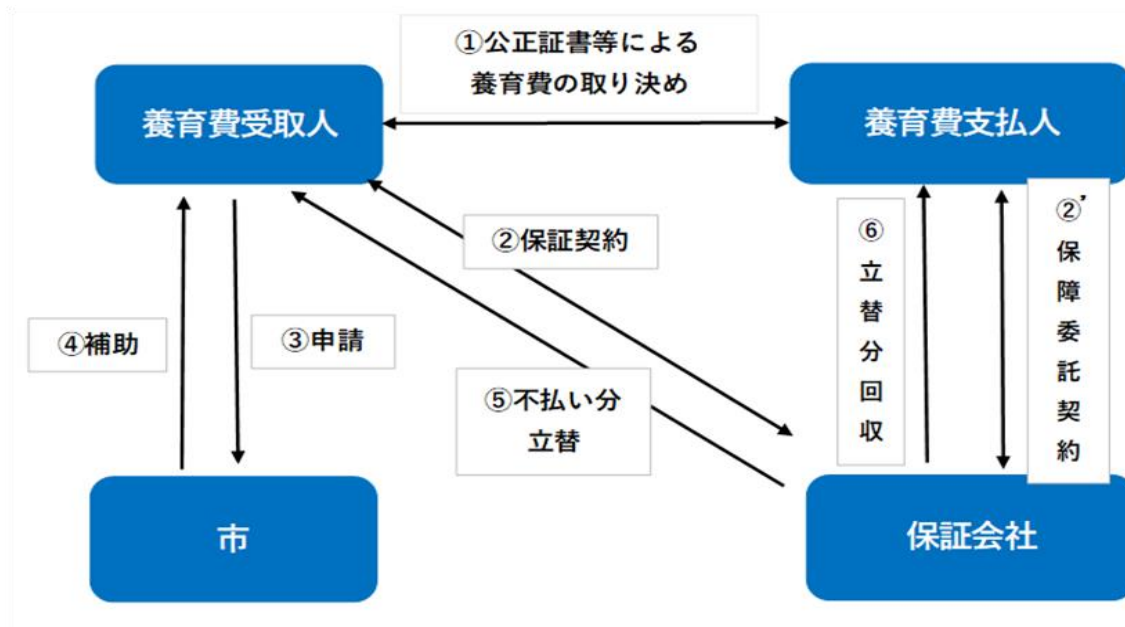 ①公正証書等による
養育費の取り決め
養育費受取人
養育費支払人
②保証契約
⑥立替分回収
②’保障委託契約
④補助
③申請
⑤不払い分
立替
市
保証会社